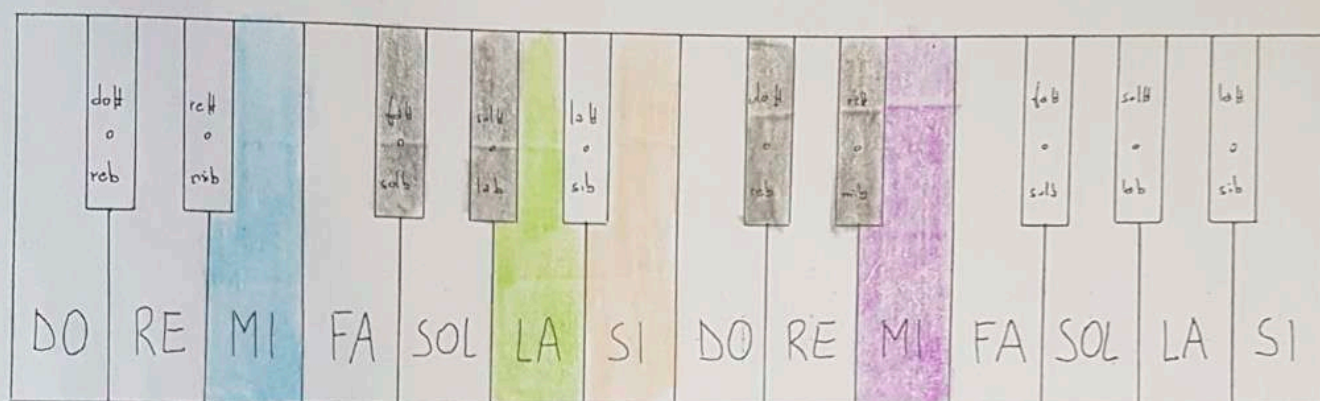 do# re# fa# sol# la# do# re# fa# sol# la#
o o o o o o o o o o
reb mib solb lab sib reb mib solb lab sib
DO RE MI FA SOL LA SI DO RE MI FA SOL LA SI